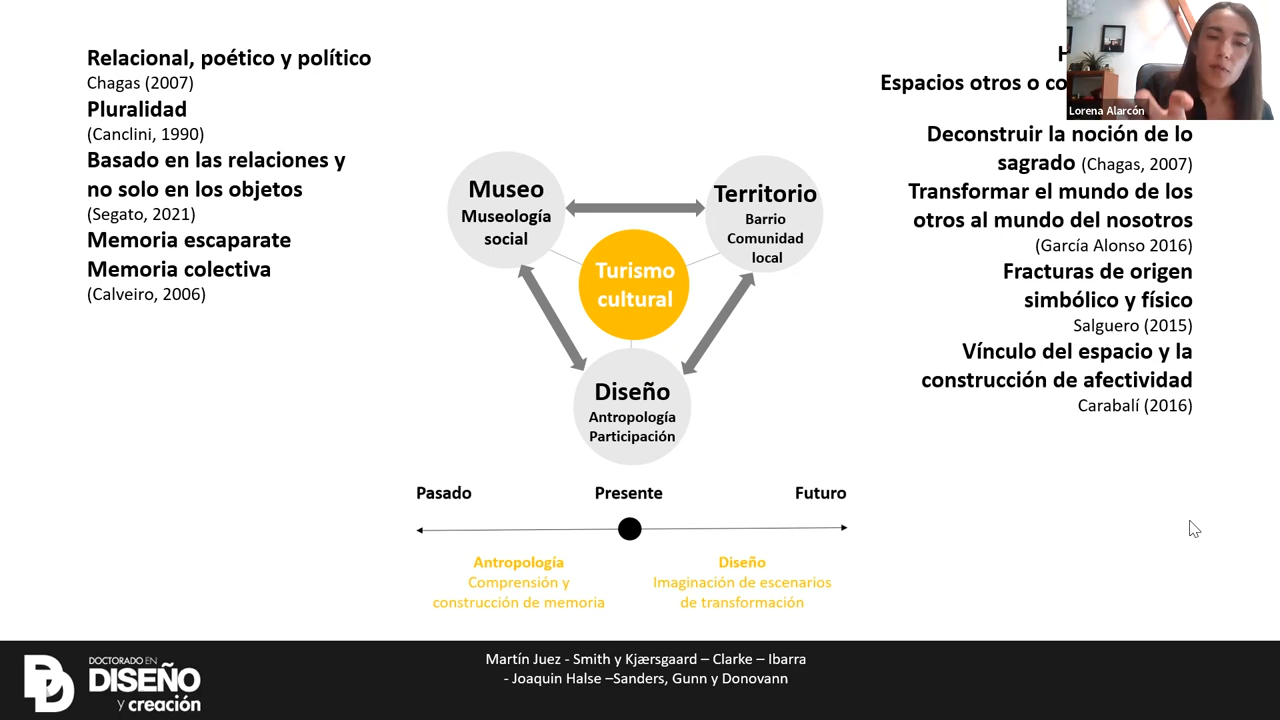 Relacional, poético y político
Chagas (2007)
Pluralidad
(Canclini, 1990)
Basado en las relaciones y
no solo en los objetos
(Segato, 2021)
Memoria escaparate
Memoria colectiva
(Calveiro, 2006)
Museo
Museología
social
Territorio
Barrio
Comunidad
local
Turismo
cultural
Diseño
Antropología
Participación
Espacios otros o
Lorena Alarcón
Deconstruir la noción de lo
sagrado (Chagas, 2007)
Transformar el mundo de los
otros al mundo del nosotros
(García Alonso 2016)
Fracturas de origen
simbólico y físico
Salguero (2015)
Vínculo del espacio y la
construcción de afectividad
Carabalí (2016)
Pasado Presente Futuro
Antropología
Comprensión y
construcción de memoria
Diseño
Imaginación de escenarios
de transformación
DOCTORADO EN
DISEÑO
y creación
Martín Juez - Smith y Kjærsgaard – Clarke – Ibarra
- Joaquin Halse –Sanders, Gunn y Donovann